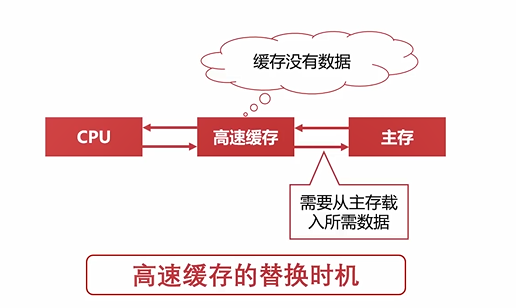 缓存没有数据
CPU
高速缓存
主存
需要从主存载
入所需数据
高速缓存的替换时机